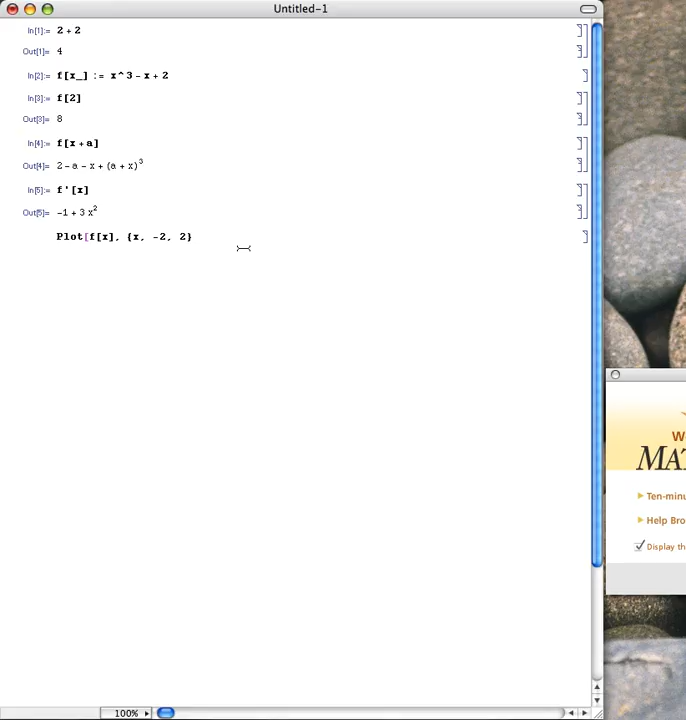 Untitled-1
In[1]:= 2 + 2
Out[1]= 4
In[2]:= f[x_] := x^3 - x + 2
In[3]:= f[2]
Out[3]= 8
In[4]:= f[x + a]
Out[4]= 2 - a - x + (a + x)³
In[5]:= f'[x]
Out[5]= -1 + 3 x²
Plot[f[x], {x, -2, 2}
W
MAT
Ten-minu
Help Bro
Display th
100%